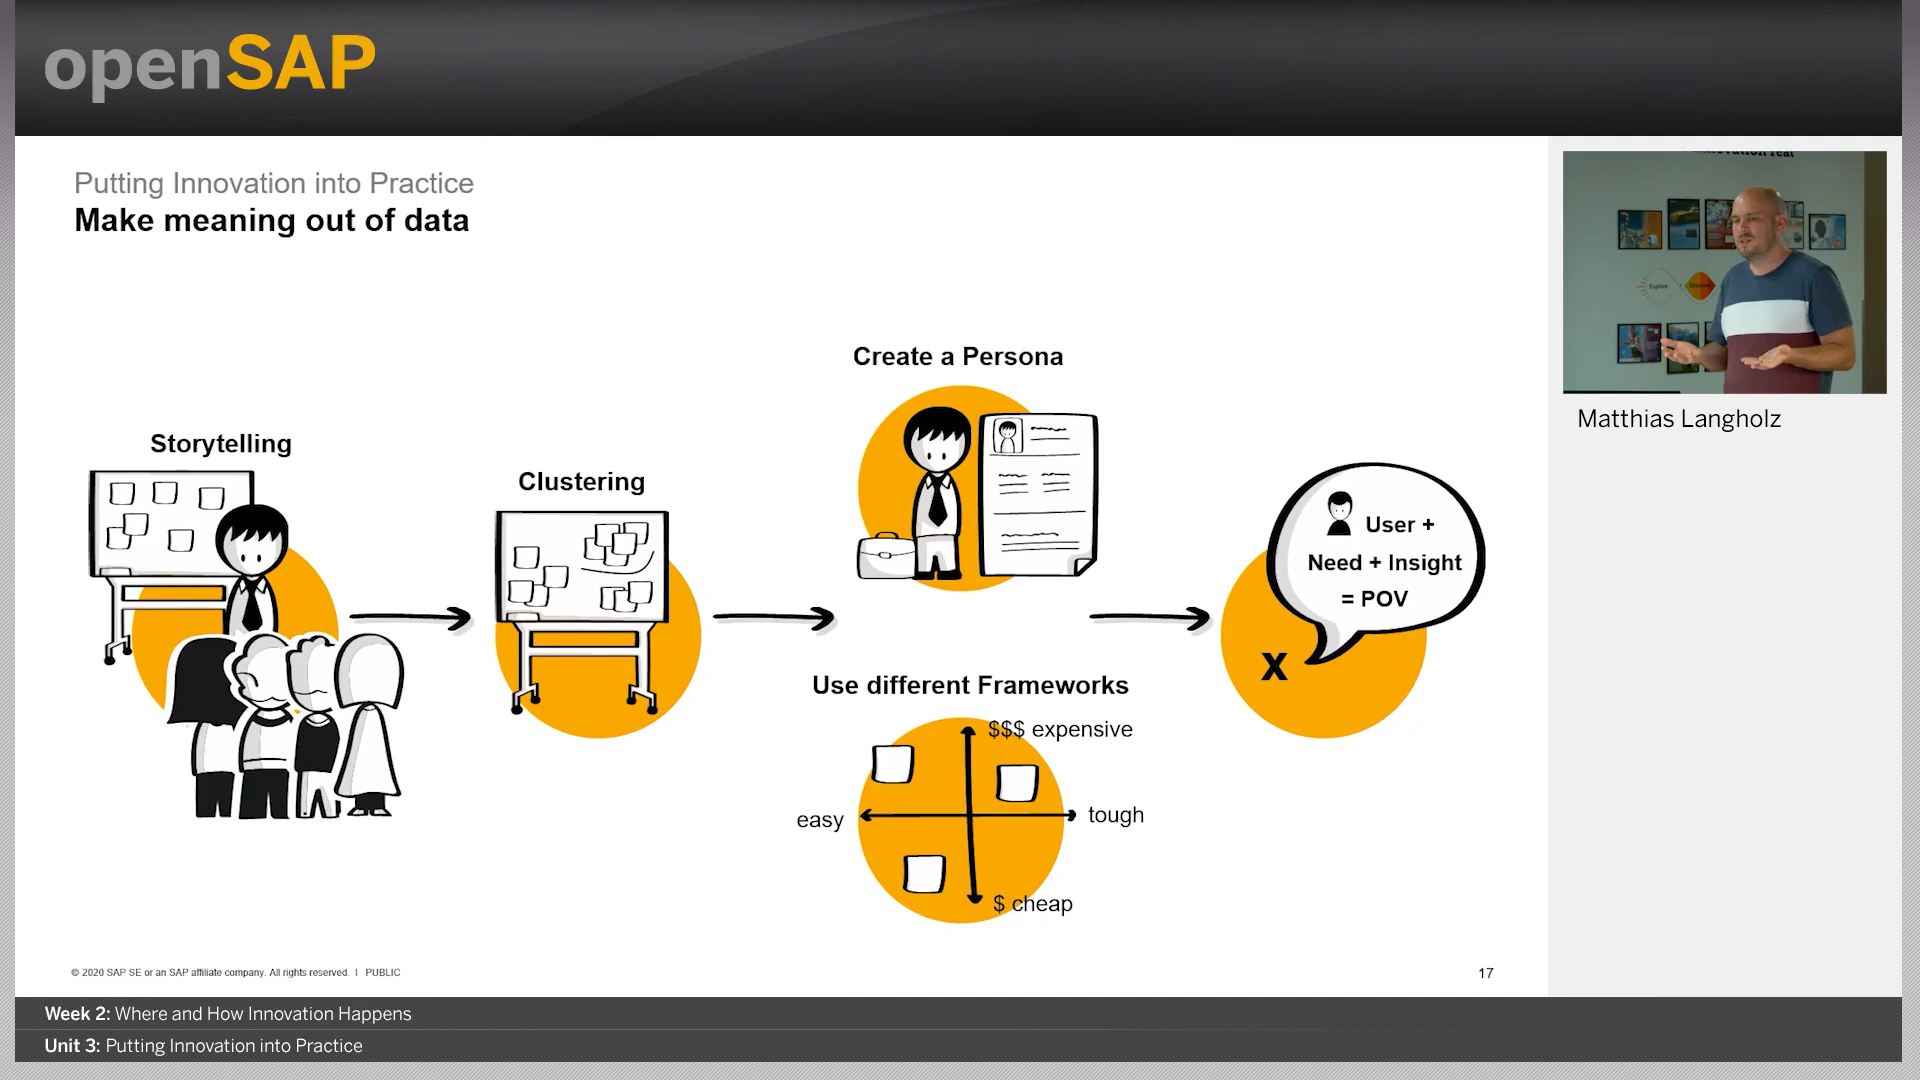 openSAP
Putting Innovation into Practice
Make meaning out of data
Storytelling
Clustering
Create a Persona
Use different Frameworks
$$$ expensive
easy
tough
$ cheap
User +
Need + Insight
= POV
x
Explore
Matthias Langholz
© 2020 SAP SE or an SAP affiliate company. All rights reserved. I PUBLIC
17
Week 2: Where and How Innovation Happens
Unit 3: Putting Innovation into Practice